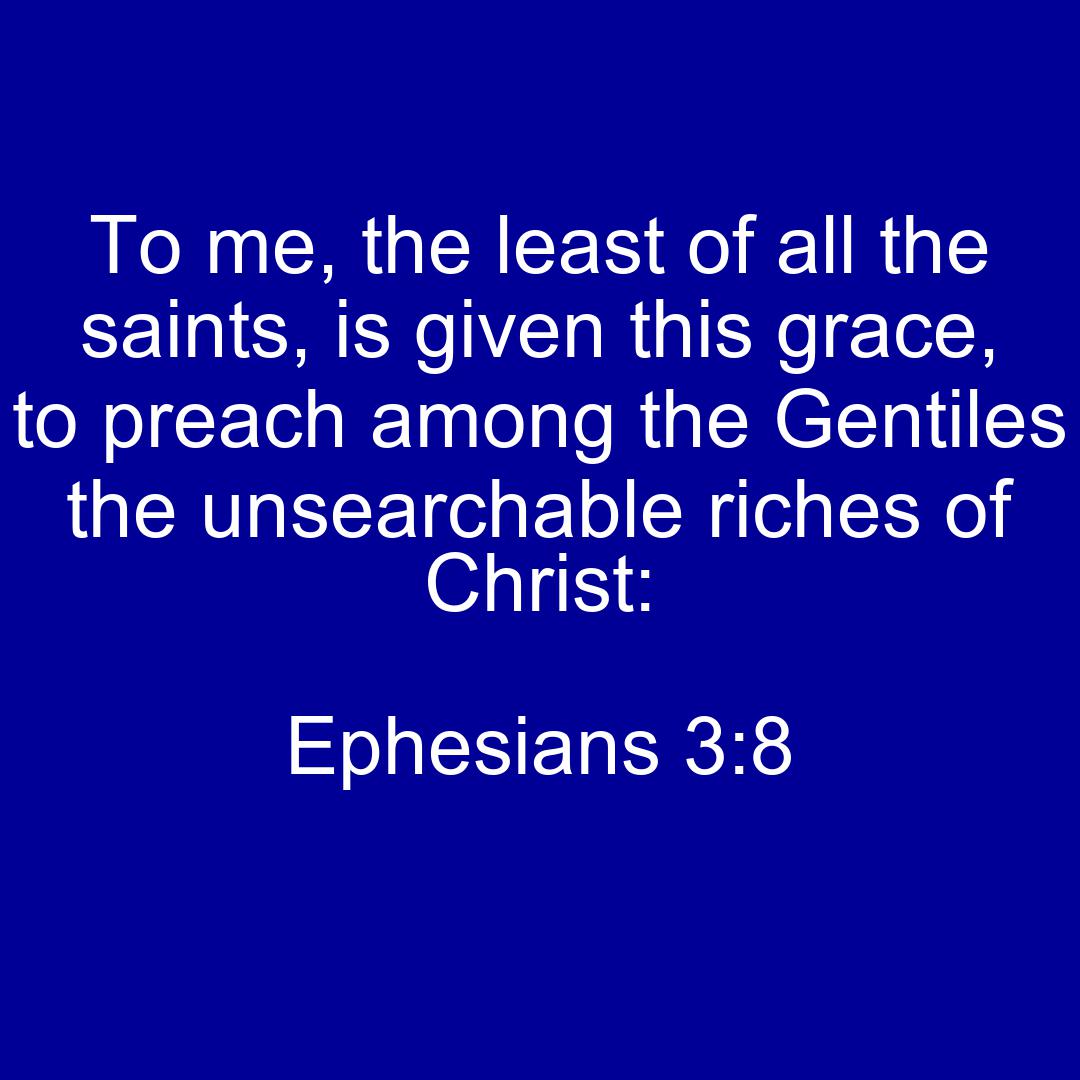 To me, the least of all the
saints, is given this grace,
to preach among the Gentiles
the unsearchable riches of
Christ:
Ephesians 3:8